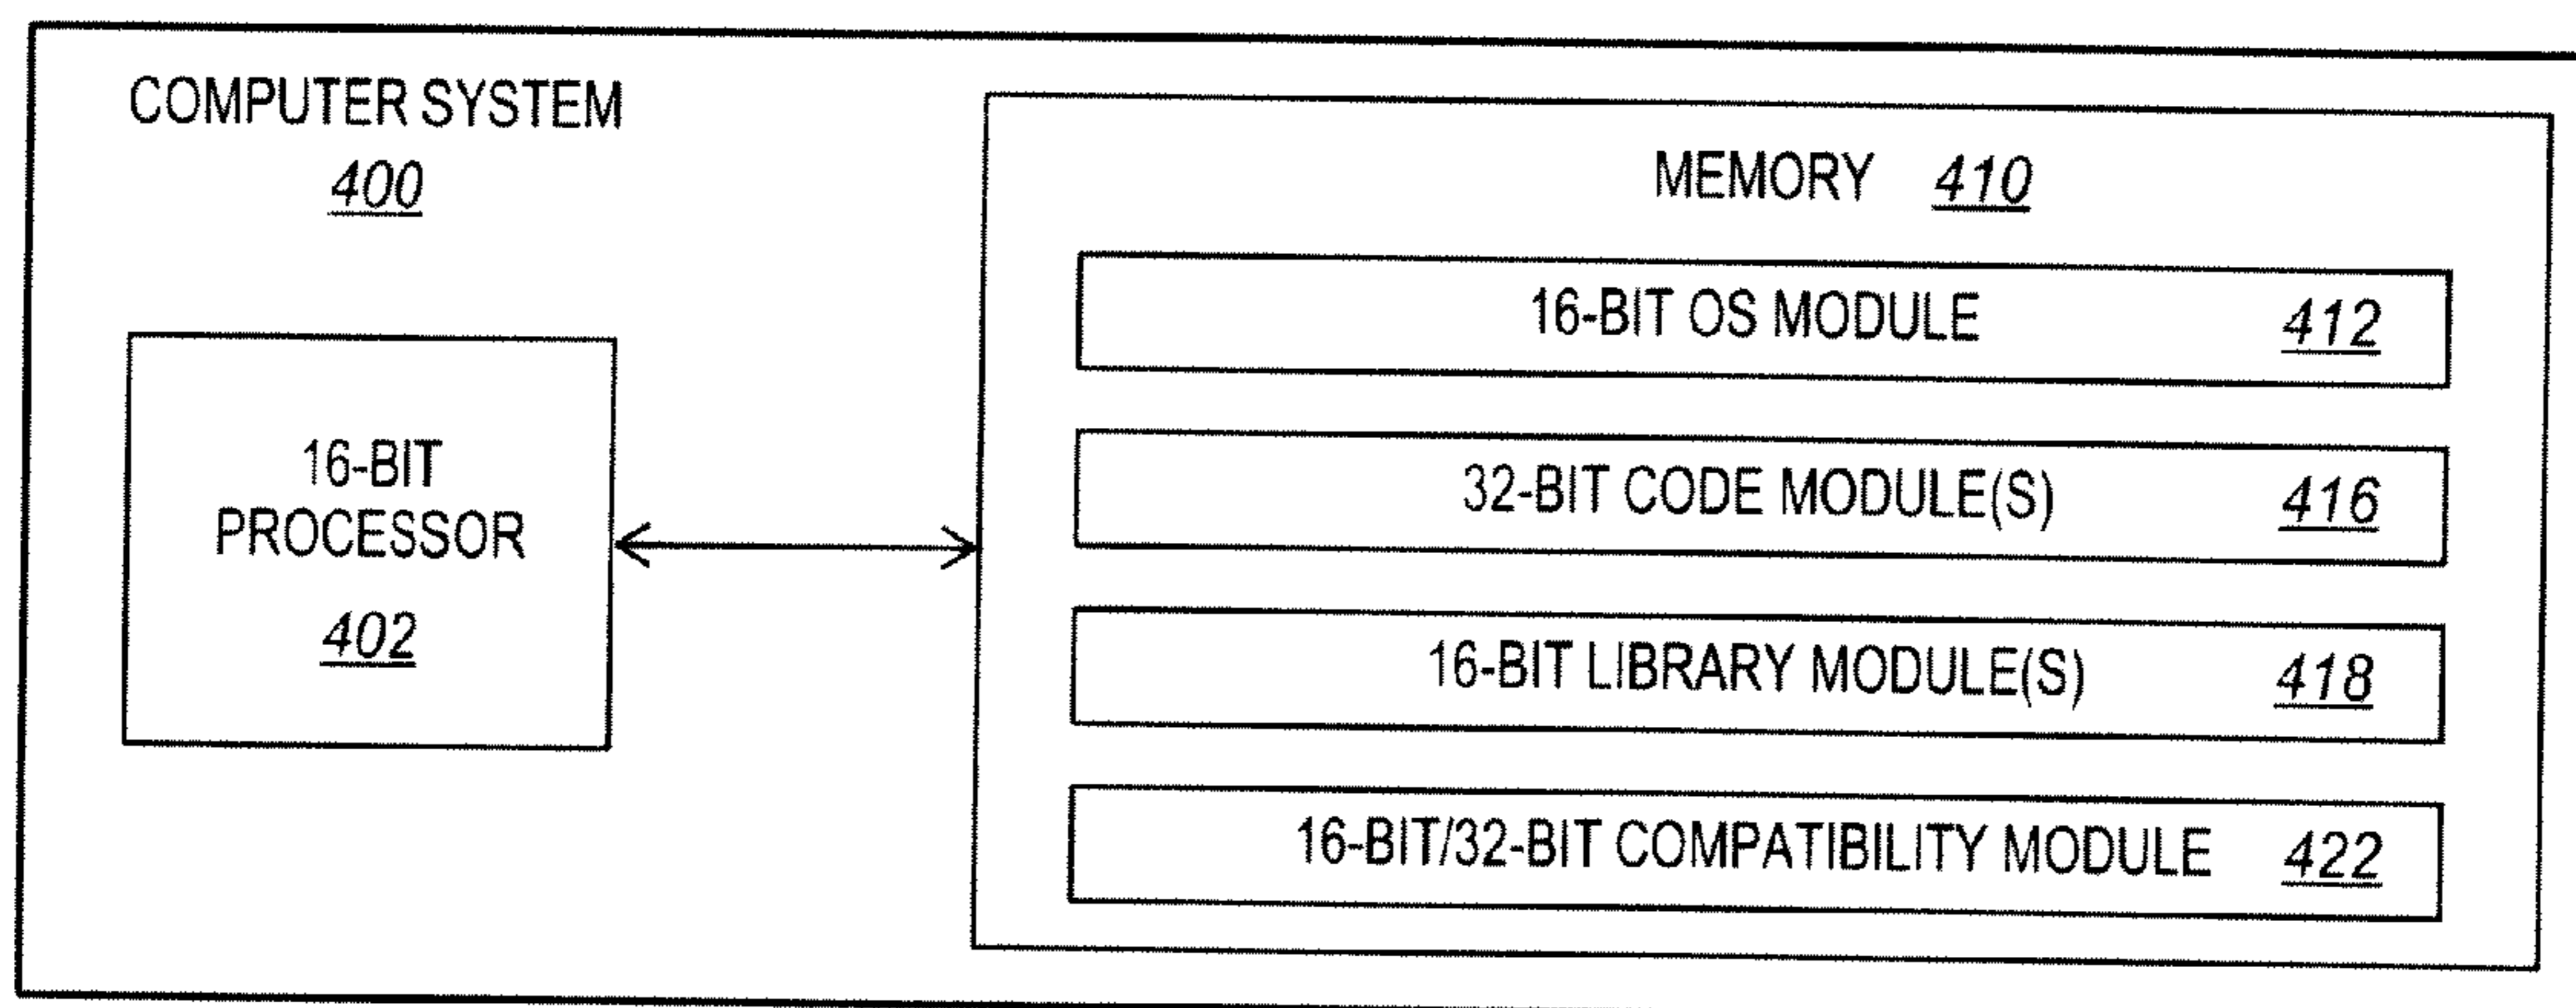 COMPUTER SYSTEM
400
MEMORY 410
16-BIT OS MODULE 412
16-BIT
PROCESSOR
402
32-BIT CODE MODULE(S) 416
16-BIT LIBRARY MODULE(S) 418
16-BIT/32-BIT COMPATIBILITY MODULE 422